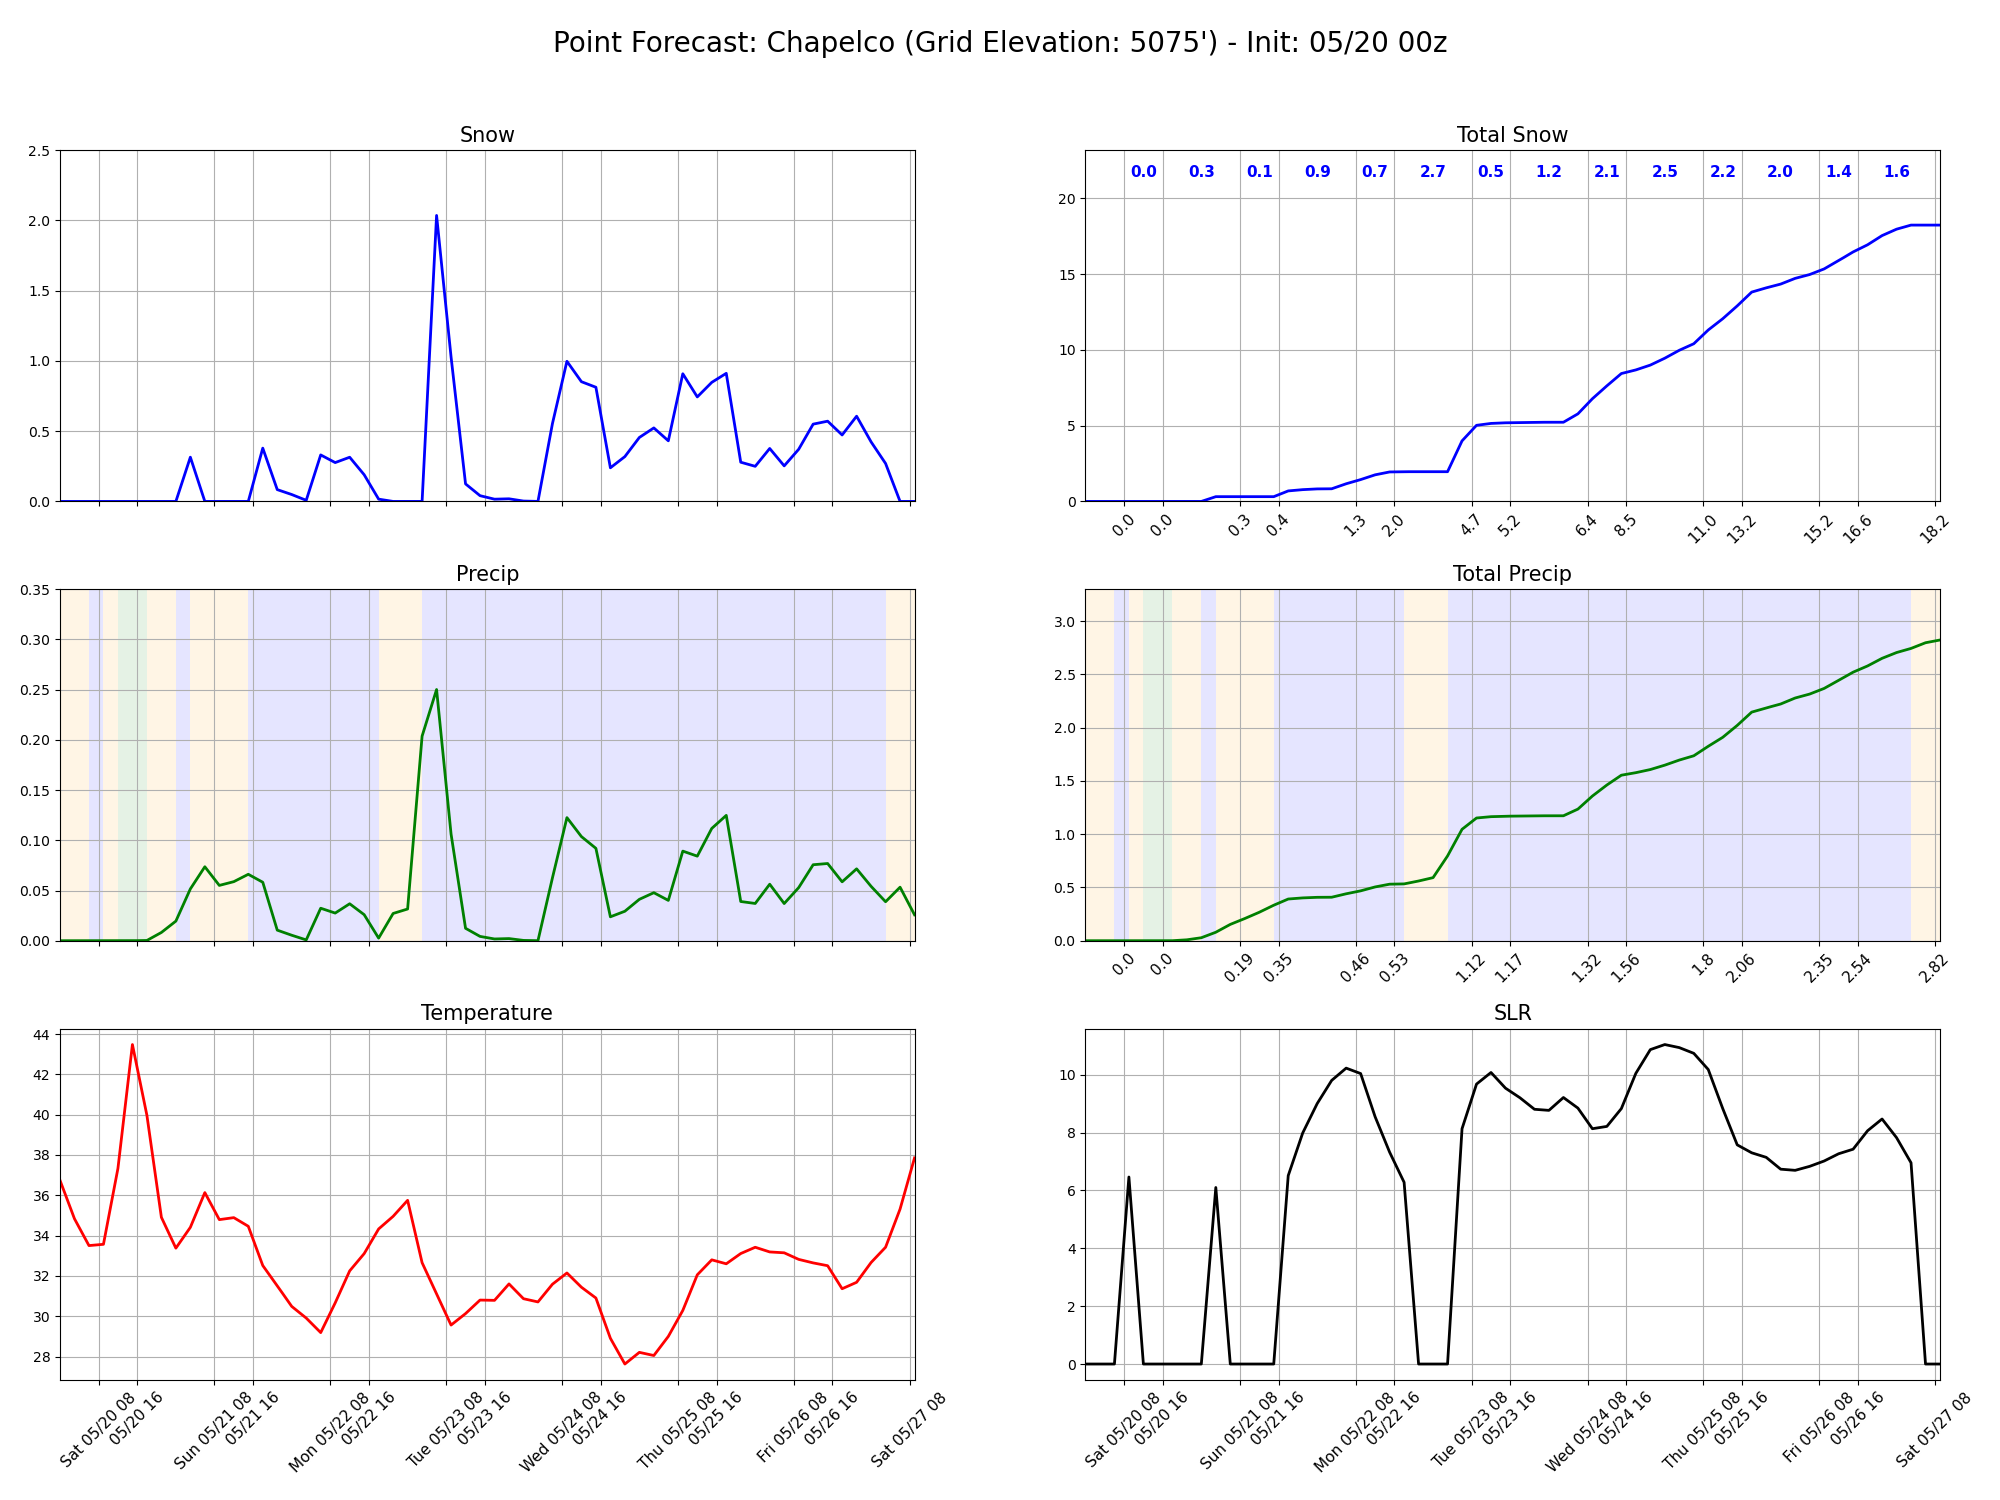 Point Forecast: Chapelco (Grid Elevation: 5075') - Init: 05/20 00z
Snow
2.5
2.0
1.5
1.0
0.5
0.0
Total Snow
0.0 0.3 0.1 0.9 0.7 2.7 0.5 1.2 2.1 2.5 2.2 2.0 1.4 1.6
20
15
10
5
0
0.0 0.0 0.3 0.4 1.3 2.0 4.7 5.2 6.4 8.5 11.0 13.2 15.2 16.6 18.2
Precip
0.35
0.30
0.25
0.20
0.15
0.10
0.05
0.00
Total Precip
3.0
2.5
2.0
1.5
1.0
0.5
0.0
0.0 0.0 0.19 0.35 0.46 0.53 1.12 1.17 1.32 1.56 1.8 2.06 2.35 2.54 2.82
Temperature
44
42
40
38
36
34
32
30
28
Sat 05/20 08
05/20 16
Sun 05/21 08
05/21 16
Mon 05/22 08
05/22 16
Tue 05/23 08
05/23 16
Wed 05/24 08
05/24 16
Thu 05/25 08
05/25 16
Fri 05/26 08
05/26 16
Sat 05/27 08
SLR
10
8
6
4
2
0
Sat 05/20 08
05/20 16
Sun 05/21 08
05/21 16
Mon 05/22 08
05/22 16
Tue 05/23 08
05/23 16
Wed 05/24 08
05/24 16
Thu 05/25 08
05/25 16
Fri 05/26 08
05/26 16
Sat 05/27 08